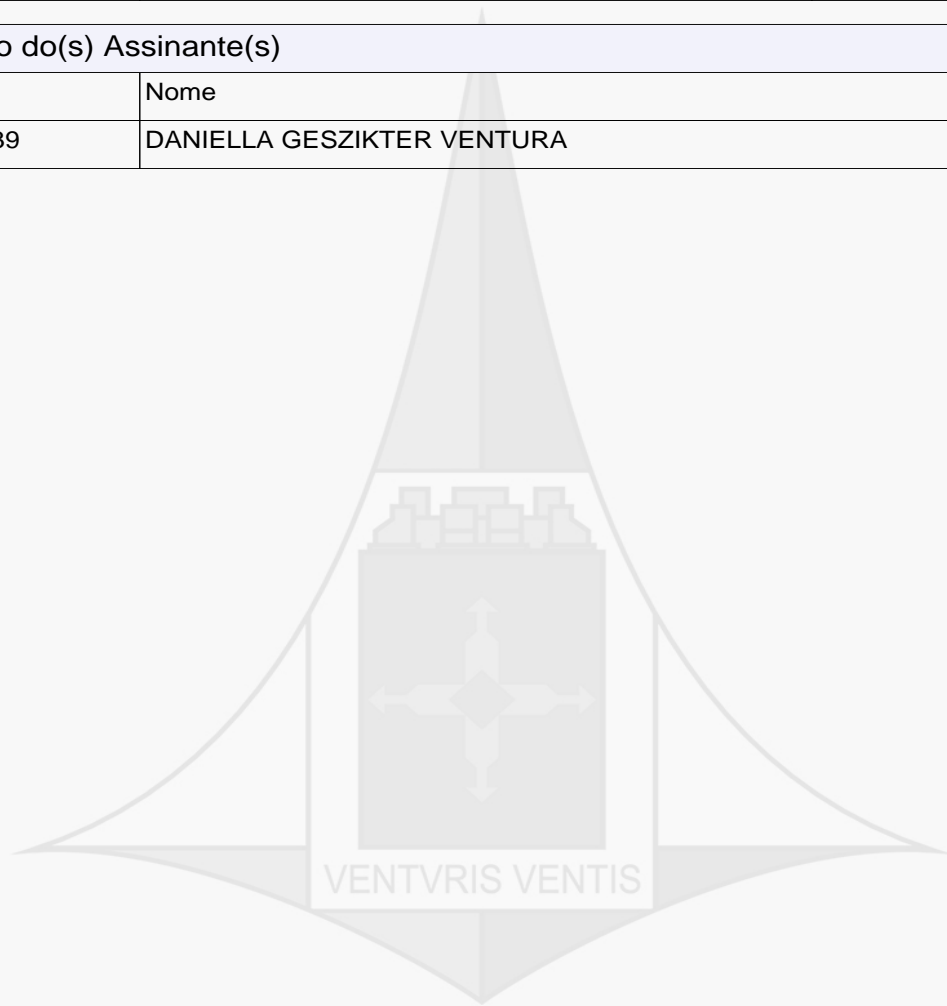 o do(s) Assinante(s)
Nome
39 DANIELLA GESZIKTER VENTURA
VENTVRIS VENTIS